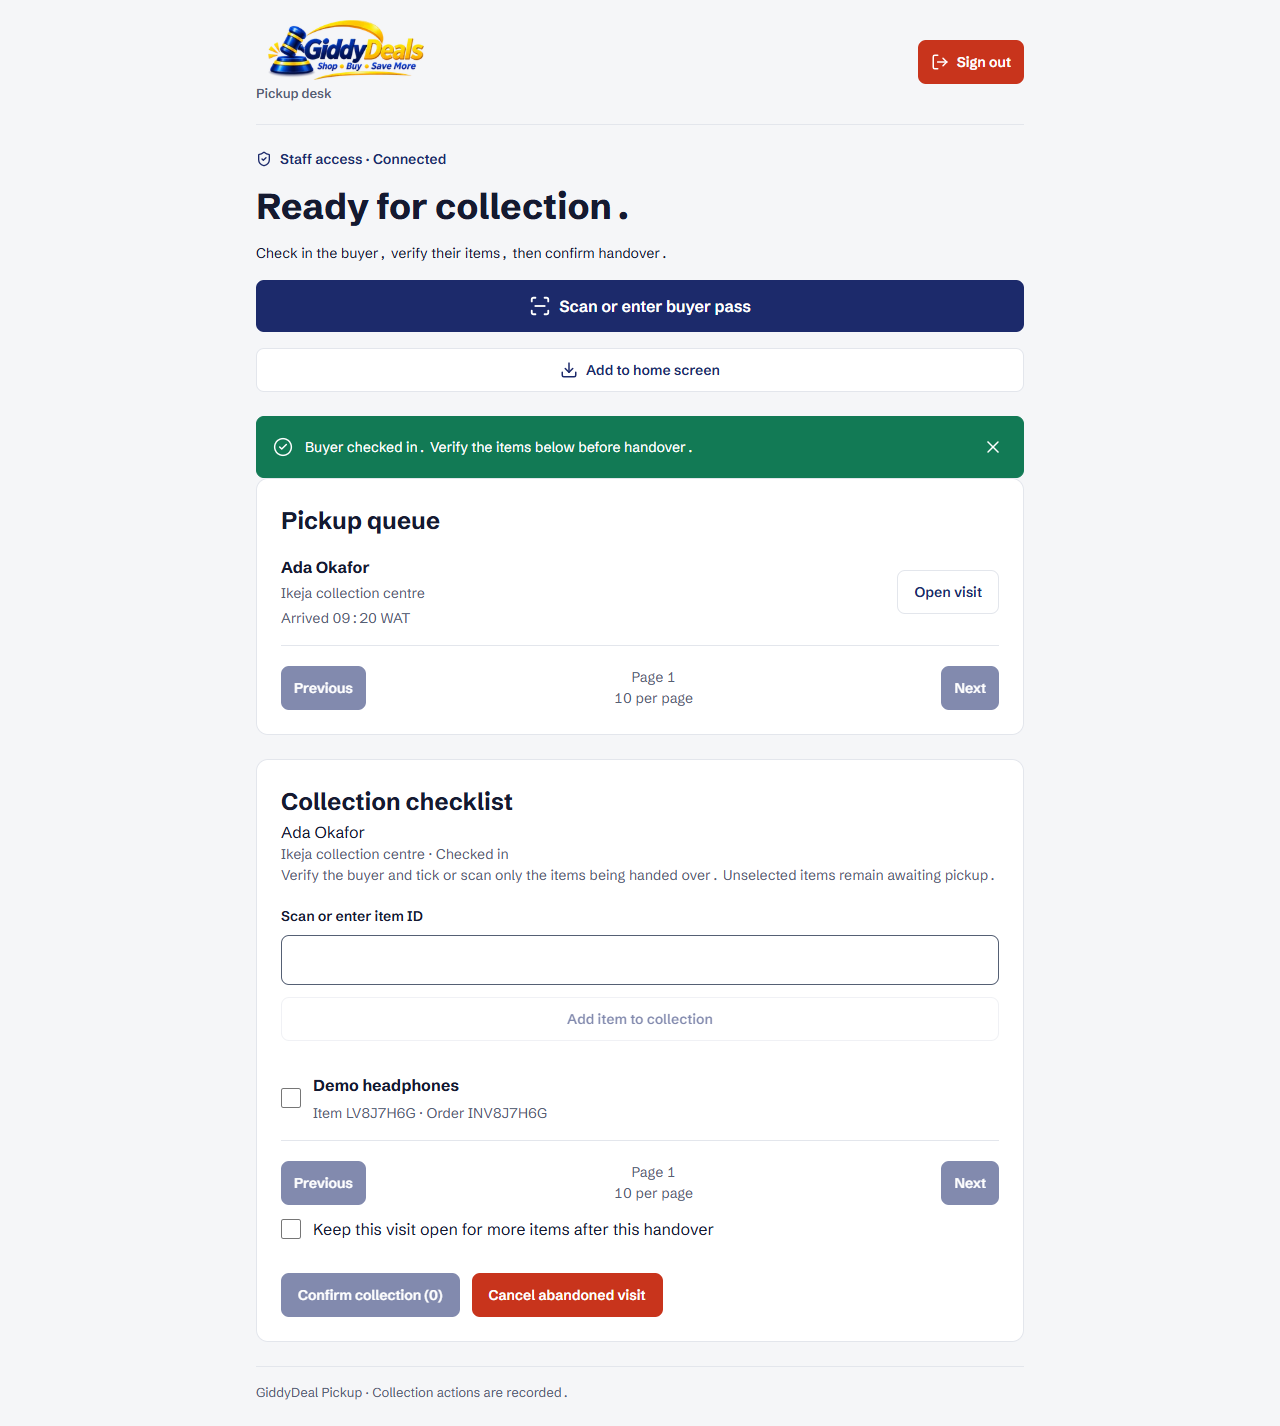 GiddyDeals
Shop • Buy • Save More
Pickup desk
Sign out
Staff access · Connected
Ready for collection.
Check in the buyer, verify their items, then confirm handover.
Scan or enter buyer pass
Add to home screen
Buyer checked in. Verify the items below before handover.
Pickup queue
Ada Okafor
Ikeja collection centre
Arrived 09:20 WAT
Open visit
Previous
Page 1
10 per page
Next
Collection checklist
Ada Okafor
Ikeja collection centre · Checked in
Verify the buyer and tick or scan only the items being handed over. Unselected items remain awaiting pickup.
Scan or enter item ID
Add item to collection
Demo headphones
Item LV8J7H6G · Order INV8J7H6G
Previous
Page 1
10 per page
Next
Keep this visit open for more items after this handover
Confirm collection (0)
Cancel abandoned visit
GiddyDeal Pickup · Collection actions are recorded.